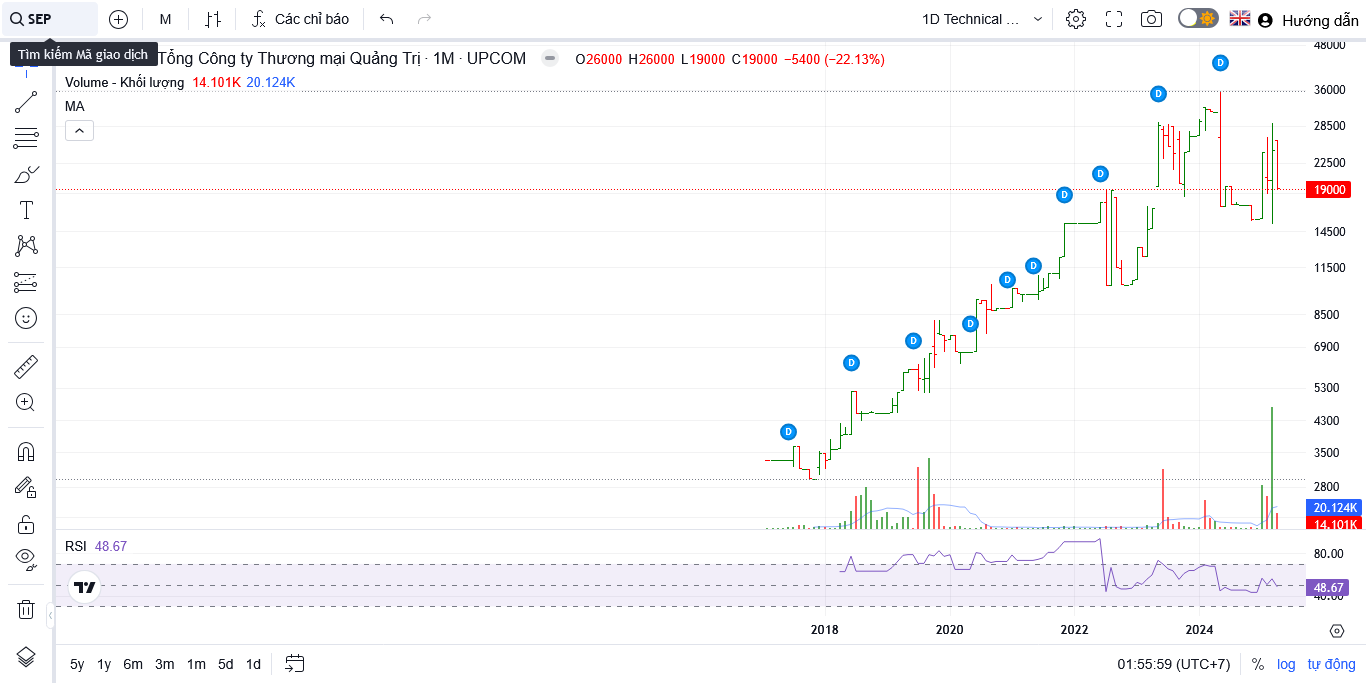 SEP
M
Các chỉ báo
1D Technical ...
Hướng dẫn
Tìm kiếm Mã giao dịch
Tổng Công ty Thương mại Quảng Trị · 1M · UPCOM
O26000 H26000 L19000 C19000 −5400 (−22.13%)
Volume - Khối lượng 14.101K 20.124K
MA
48000
36000
28500
22500
19000
14500
11500
8500
6900
5300
4300
3500
2800
20.124K
14.101K
D
D
D
D
D
D
D
D
D
D
RSI 48.67
80.00
48.67
40.00
2018 2020 2022 2024
5y 1y 6m 3m 1m 5d 1d
01:55:59 (UTC+7) % log tự động